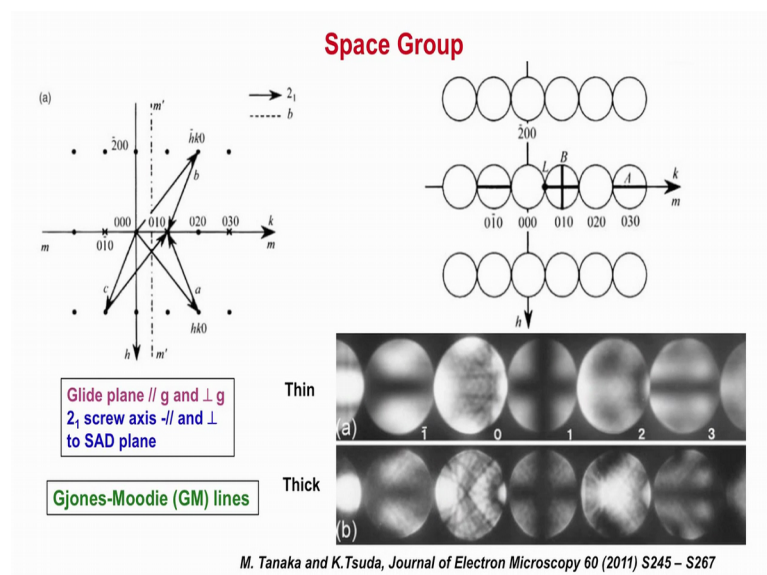 Space Group
(a)
m'
2₁
b
2̄00
h̄k0
b
000
010
020
030
k
m
01̄0
m
c
a
hk0
h
m'
2̄00
L
B
A
k
m
01̄0
000
010
020
030
h
Glide plane // g and ⊥ g
2₁ screw axis -// and ⊥
to SAD plane
Gjones-Moodie (GM) lines
Thin
(a)
1̄
0
1
2
3
Thick
(b)
M. Tanaka and K.Tsuda, Journal of Electron Microscopy 60 (2011) S245 – S267